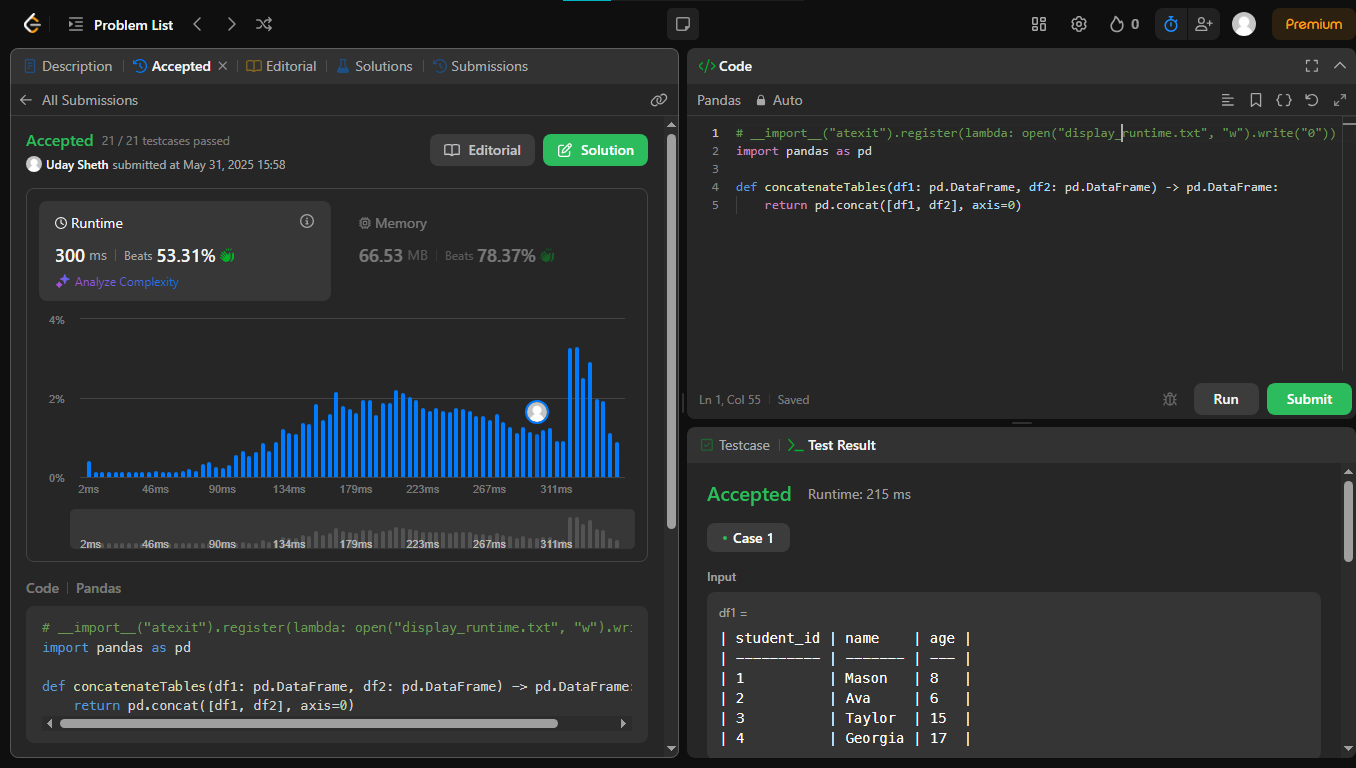 Problem List
0
Premium
Description
Accepted
Editorial
Solutions
Submissions
All Submissions
Accepted 21 / 21 testcases passed
Uday Sheth submitted at May 31, 2025 15:58
Editorial
Solution
Runtime
300 ms Beats 53.31%
Analyze Complexity
Memory
66.53 MB Beats 78.37%
4%
2%
0%
2ms 46ms 90ms 134ms 179ms 223ms 267ms 311ms
2ms 46ms 90ms 134ms 179ms 223ms 267ms 311ms
Code Pandas
# __import__("atexit").register(lambda: open("display_runtime.txt", "w").wri
import pandas as pd
def concatenateTables(df1: pd.DataFrame, df2: pd.DataFrame) -> pd.DataFrame:
    return pd.concat([df1, df2], axis=0)
</> Code
Pandas Auto
1 # __import__("atexit").register(lambda: open("display_runtime.txt", "w").write("0"))
2 import pandas as pd
3
4 def concatenateTables(df1: pd.DataFrame, df2: pd.DataFrame) -> pd.DataFrame:
5     return pd.concat([df1, df2], axis=0)
Ln 1, Col 55 Saved
Run
Submit
Testcase
Test Result
Accepted Runtime: 215 ms
• Case 1
Input
df1 =
| student_id | name    | age |
| ---------- | ------- | --- |
| 1          | Mason   | 8   |
| 2          | Ava     | 6   |
| 3          | Taylor  | 15  |
| 4          | Georgia | 17  |